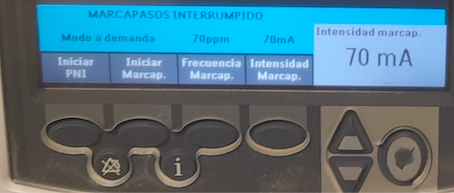 MARCAPASOS INTERRUMPIDO
Modo a demanda 70ppm 70mA
Intensidad marcap.
70 mA
Iniciar PNI
Iniciar Marcap.
Frecuencia Marcap.
Intensidad Marcap.
i